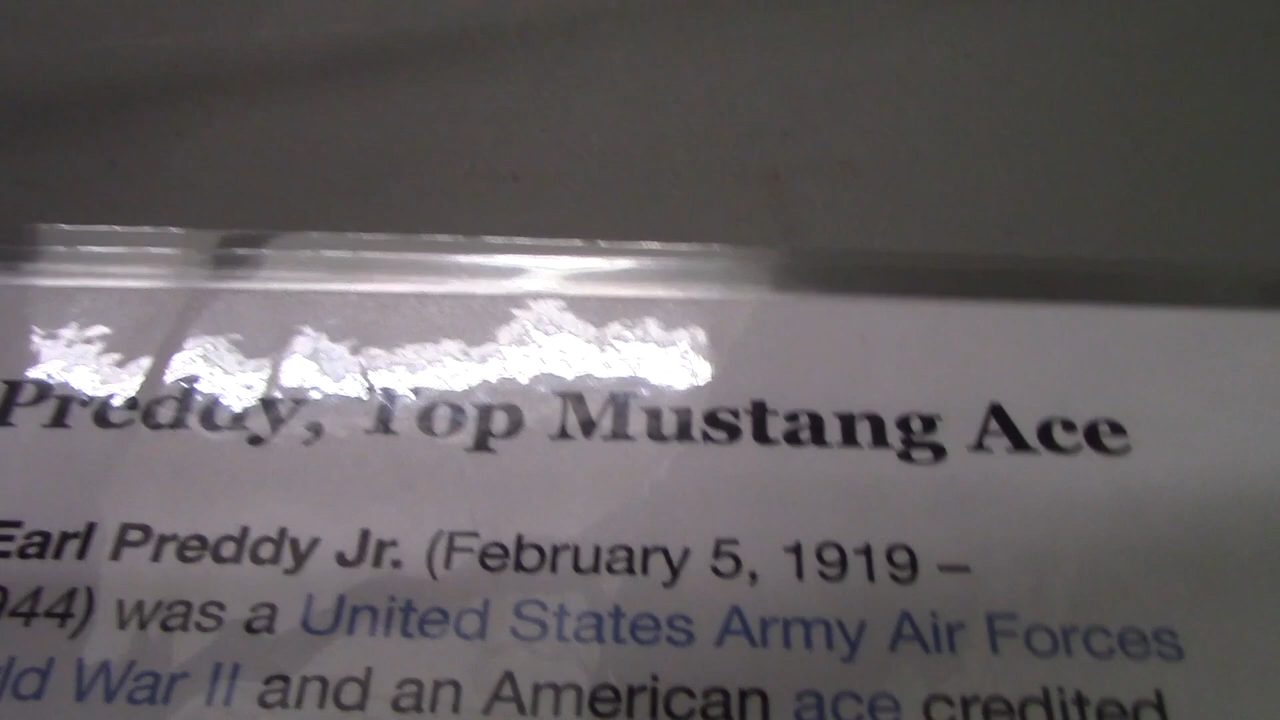 Preddy, Top Mustang Ace
Earl Preddy Jr. (February 5, 1919 –
944) was a United States Army Air Forces
ld War II and an American ace credited